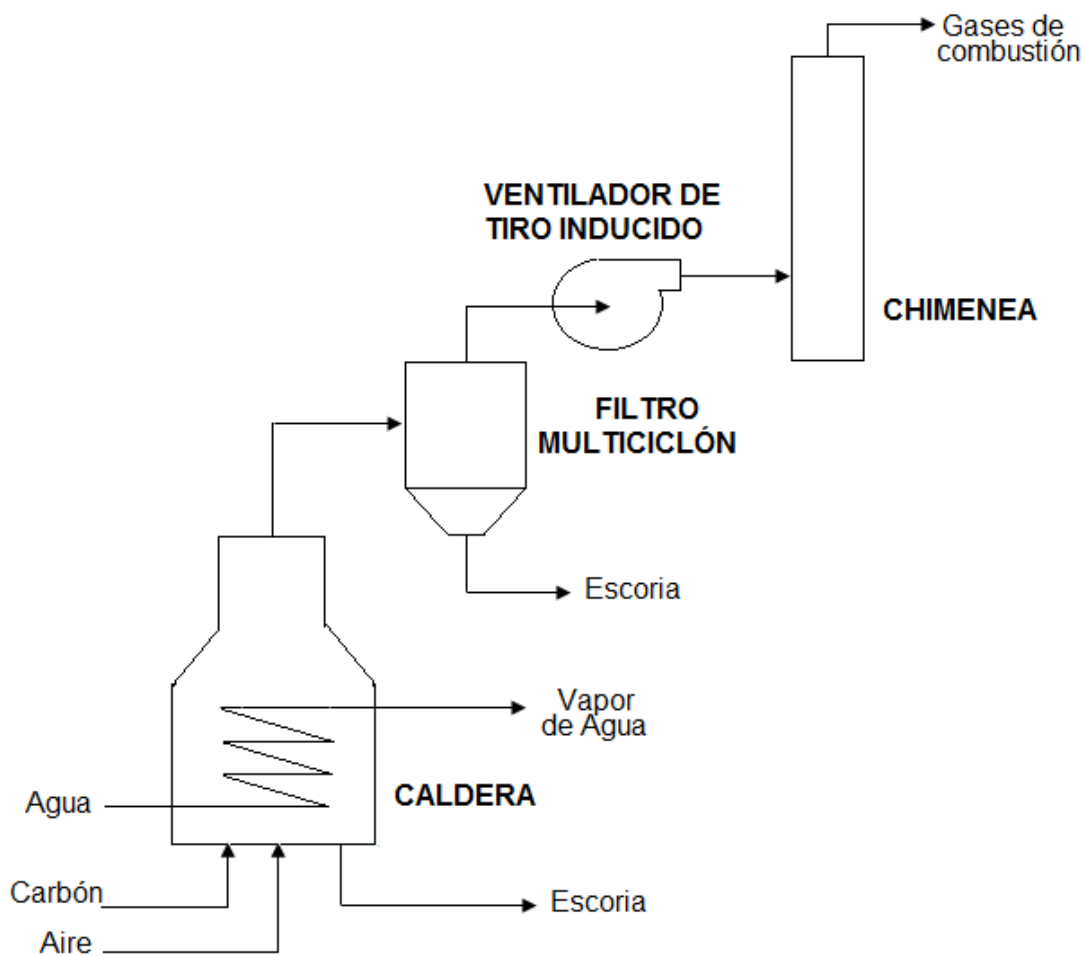 Gases de
combustión
VENTILADOR DE
TIRO INDUCIDO
CHIMENEA
FILTRO
MULTICICLÓN
Escoria
Vapor
de Agua
CALDERA
Agua
Carbón
Escoria
Aire